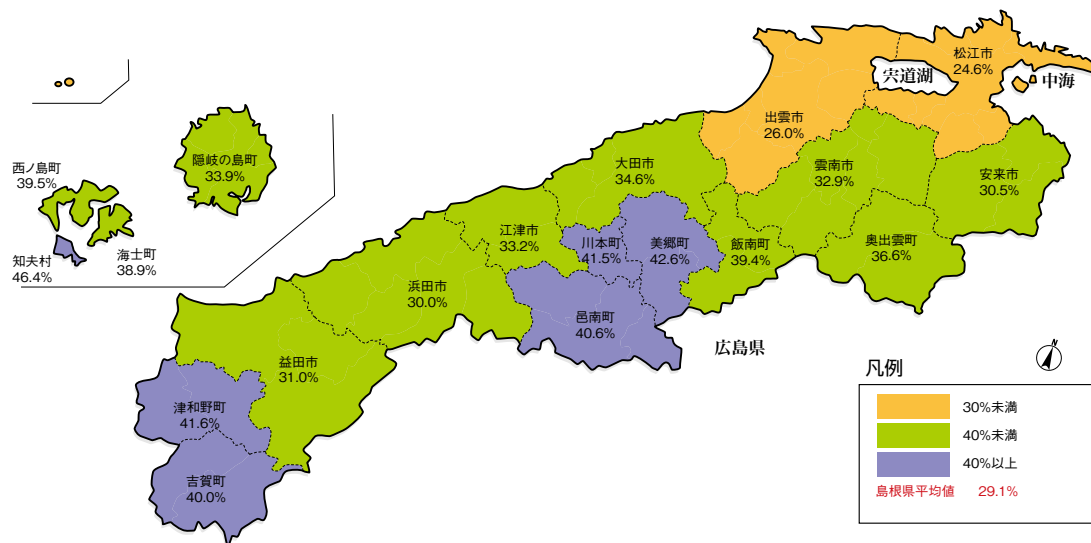 松江市
24.6%
宍道湖
中海
出雲市
26.0%
隠岐の島町
33.9%
西ノ島町
39.5%
大田市
34.6%
雲南市
32.9%
安来市
30.5%
江津市
33.2%
川本町
41.5%
美郷町
42.6%
飯南町
39.4%
奥出雲町
36.6%
知夫村
46.4%
海士町
38.9%
浜田市
30.0%
邑南町
40.6%
広島県
益田市
31.0%
津和野町
41.6%
吉賀町
40.0%
凡例
30%未満
40%未満
40%以上
島根県平均値 29.1%